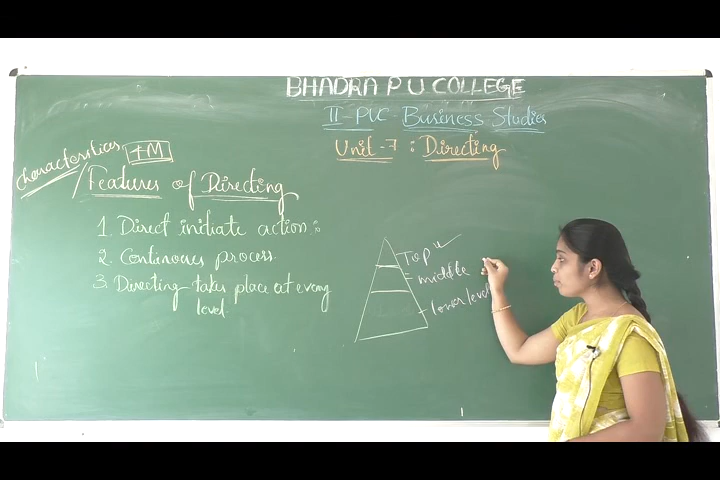 BHADRA P U COLLEGE
II-PUC Business Studies
Unit-7 : Directing
Characteristics 4M
/Features of Directing
1. Direct initiate action:
2. Continuous process
3. Directing takes place at every
level.
Top ✓
middle
lower level